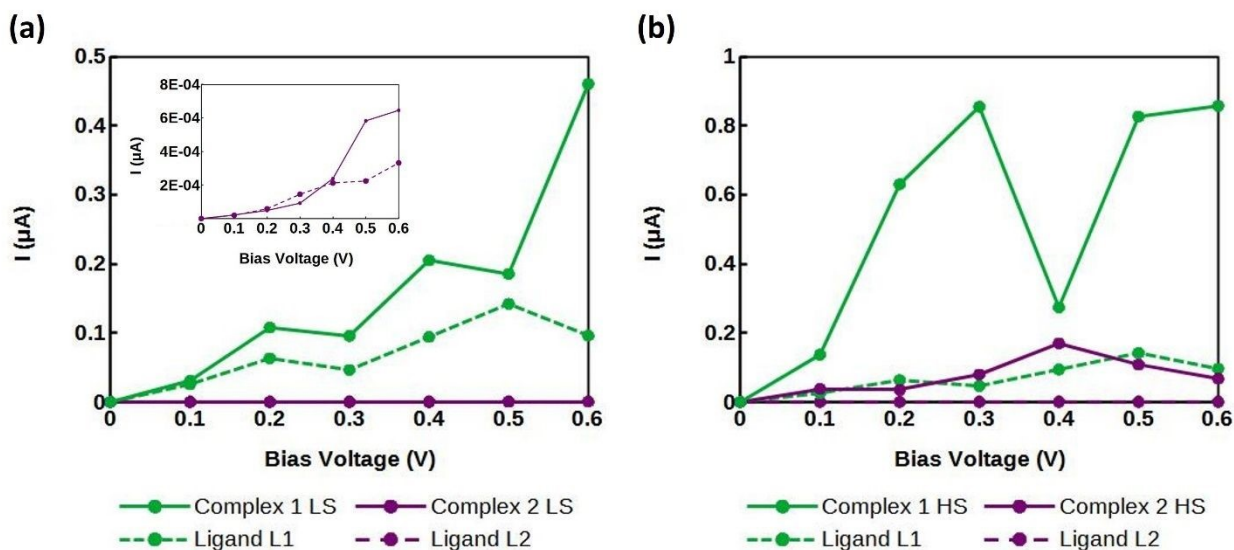 (a)
0.5
0.4
0.3
0.2
0.1
0
I (μA)
0 0.1 0.2 0.3 0.4 0.5 0.6
Bias Voltage (V)
8E-04
6E-04
4E-04
2E-04
I (μA)
0 0.1 0.2 0.3 0.4 0.5 0.6
Bias Voltage (V)
Complex 1 LS Complex 2 LS
Ligand L1 Ligand L2
(b)
1
0.8
0.6
0.4
0.2
0
I (μA)
0 0.1 0.2 0.3 0.4 0.5 0.6
Bias Voltage (V)
Complex 1 HS Complex 2 HS
Ligand L1 Ligand L2